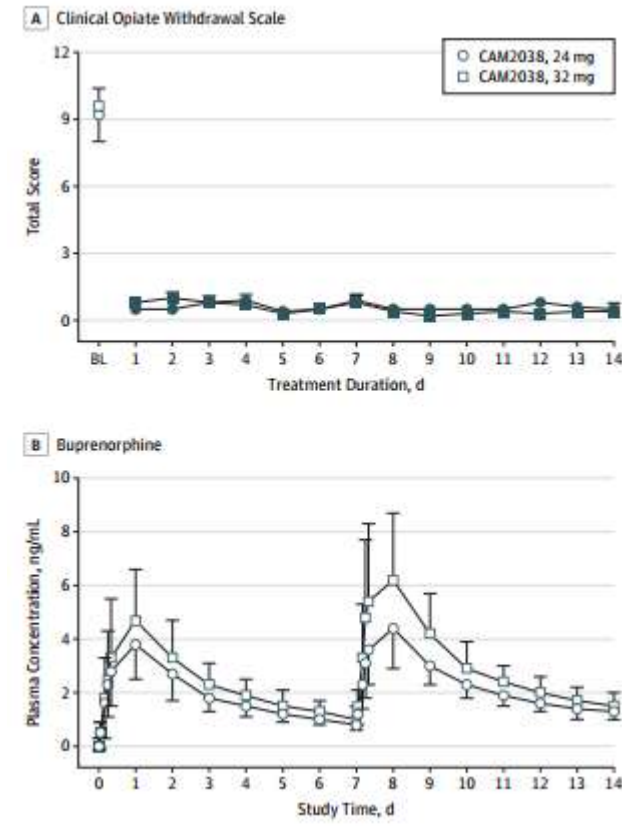 A Clinical Opiate Withdrawal Scale
12
9
6
3
0
Total Score
CAM2038, 24 mg
CAM2038, 32 mg
BL 1 2 3 4 5 6 7 8 9 10 11 12 13 14
Treatment Duration, d
B Buprenorphine
10
8
6
4
2
0
Plasma Concentration, ng/mL
0 1 2 3 4 5 6 7 8 9 10 11 12 13 14
Study Time, d